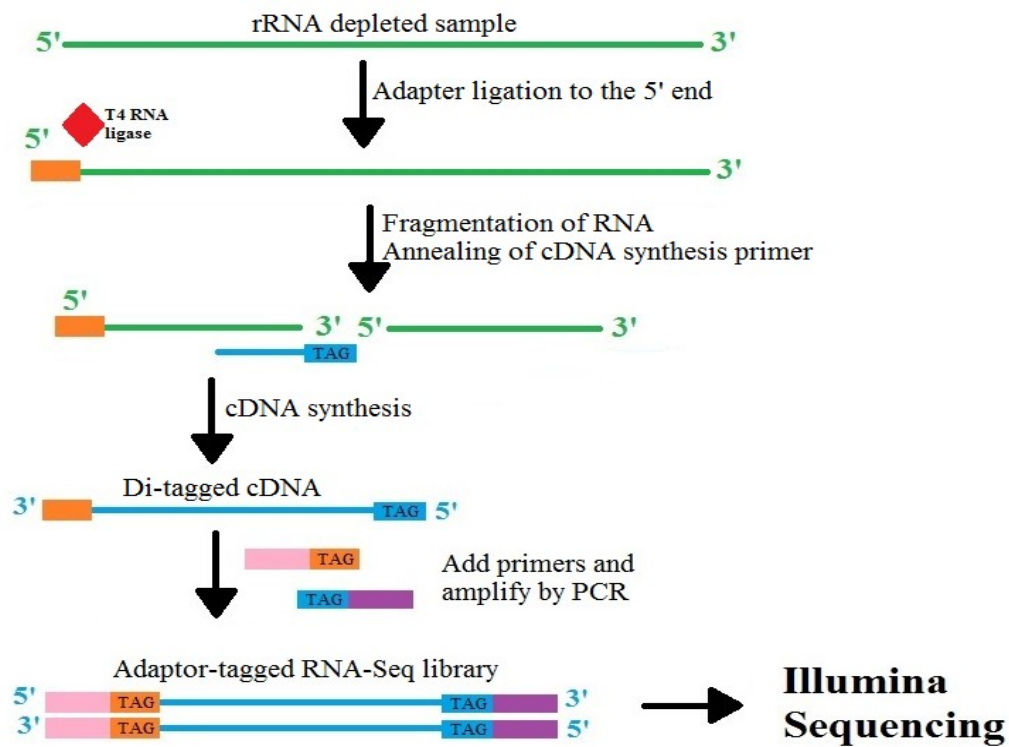 rRNA depleted sample
5' 3'
Adapter ligation to the 5' end
T4 RNA
ligase
5'
3'
Fragmentation of RNA
Annealing of cDNA synthesis primer
5'
3' 5' 3'
TAG
cDNA synthesis
Di-tagged cDNA
3' TAG 5'
TAG
Add primers and
amplify by PCR
TAG
Adaptor-tagged RNA-Seq library
5' TAG TAG 3'
3' TAG TAG 5'
Illumina
Sequencing